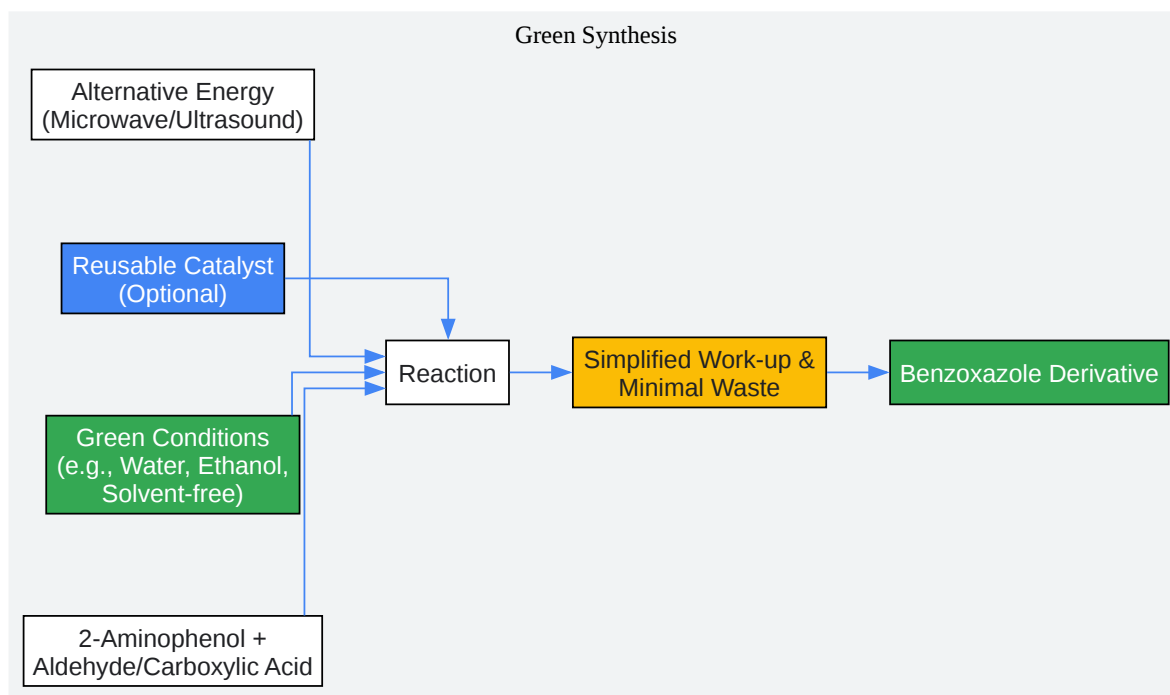 Green Synthesis
Alternative Energy
(Microwave/Ultrasound)
Reusable Catalyst
(Optional)
Reaction
Simplified Work-up &
Minimal Waste
Benzoxazole Derivative
Green Conditions
(e.g., Water, Ethanol,
Solvent-free)
2-Aminophenol +
Aldehyde/Carboxylic Acid